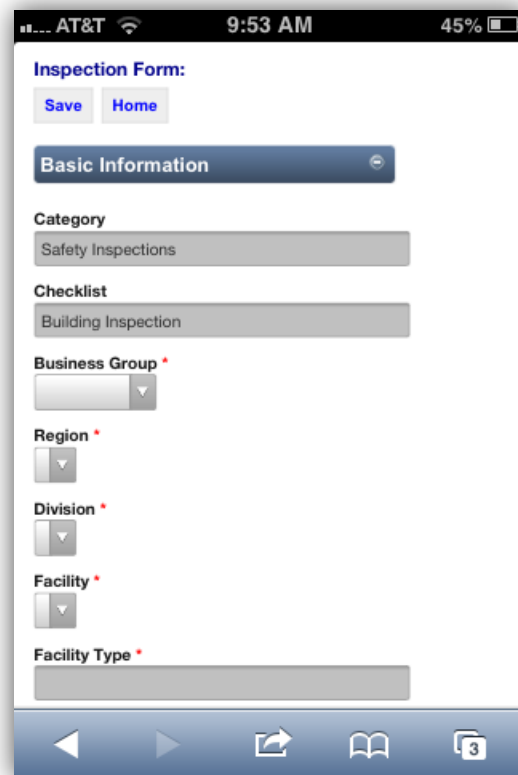 AT&T 9:53 AM 45%
Inspection Form:
Save Home
Basic Information
Category
Safety Inspections
Checklist
Building Inspection
Business Group *
Region *
Division *
Facility *
Facility Type *
3